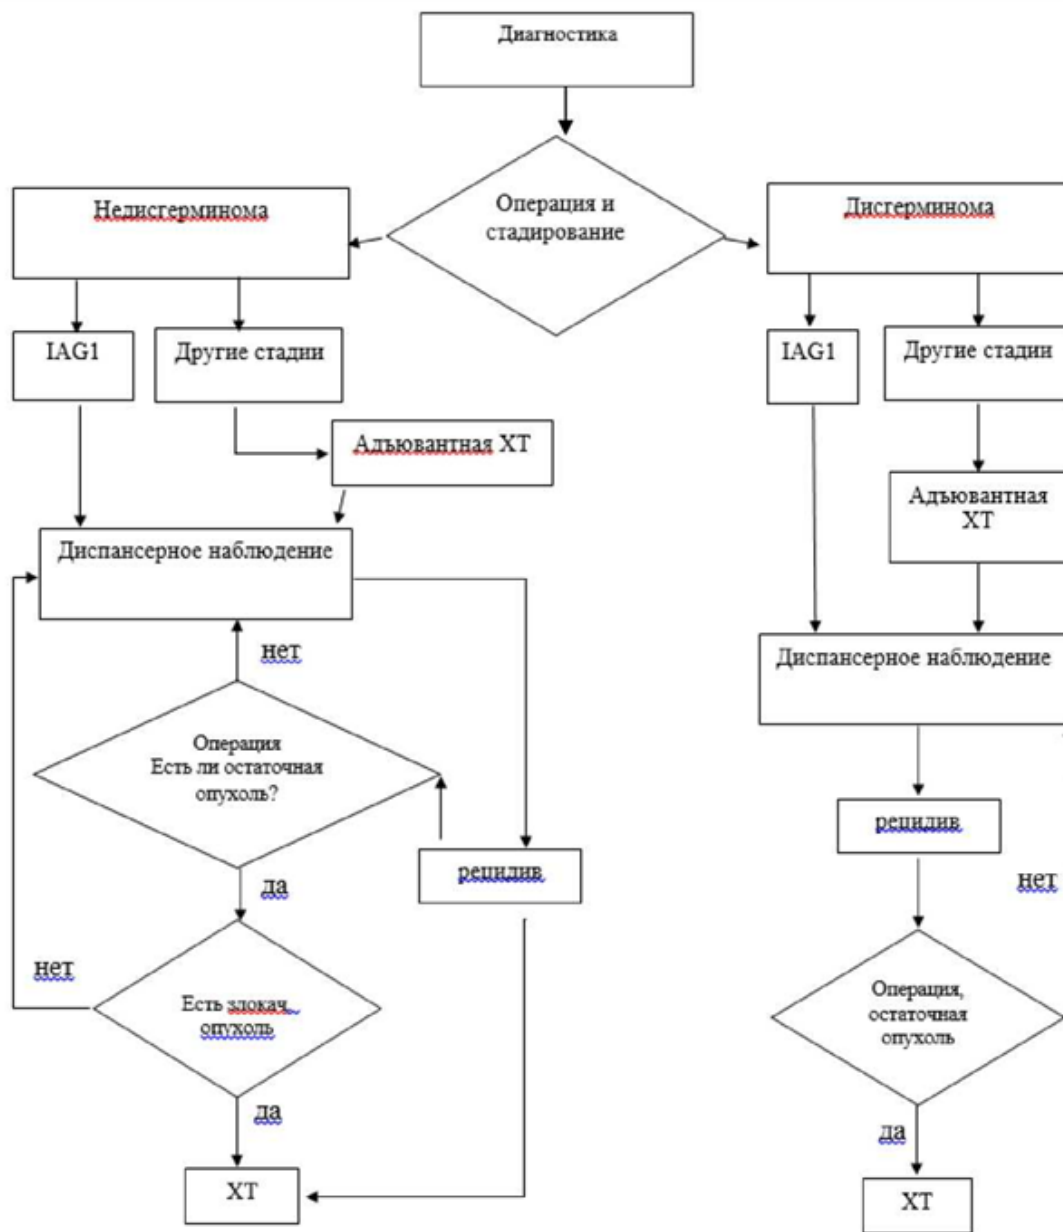 Диагностика
Операция и
стадирование
Недисгерминома
Дисгерминома
IAG1
Другие стадии
IAG1
Другие стадии
Адъювантная ХТ
Адъювантная
ХТ
Диспансерное наблюдение
Диспансерное наблюдение
нет
Операция
Есть ли остаточная
опухоль?
рецидив
рецидив
да
нет
нет
Есть злокач.
опухоль
Операция,
остаточная
опухоль
да
да
ХТ
ХТ